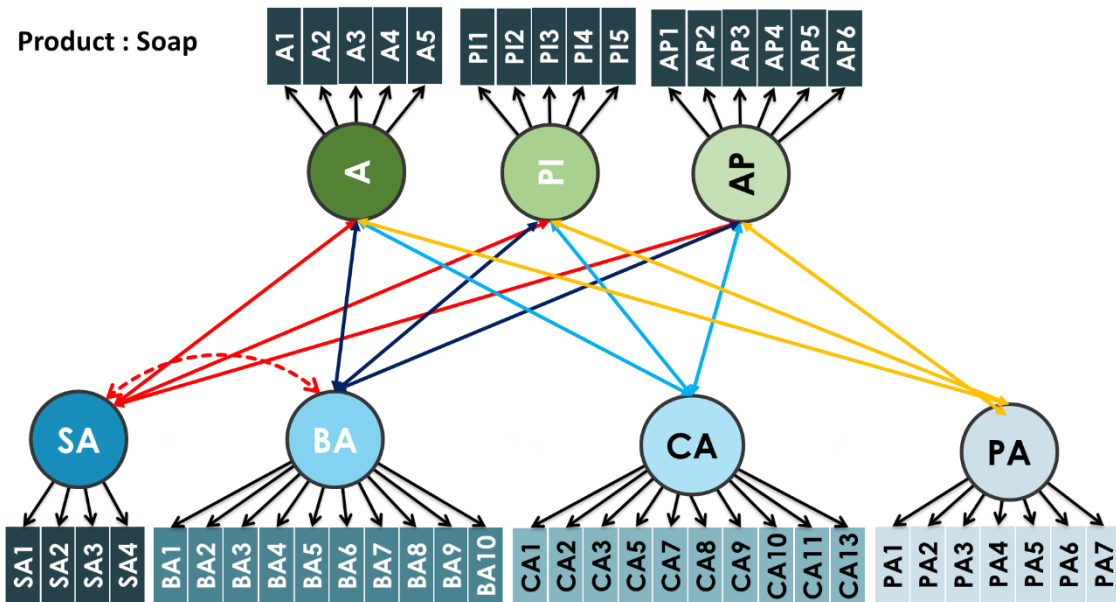 Product : Soap
A1 A2 A3 A4 A5 PI1 PI2 PI3 PI4 PI5 AP1 AP2 AP3 AP4 AP5 AP6
A PI AP
SA BA CA PA
SA1 SA2 SA3 SA4 BA1 BA2 BA3 BA4 BA5 BA6 BA7 BA8 BA9 BA10 CA1 CA2 CA3 CA5 CA7 CA8 CA9 CA10 CA11 CA13 PA1 PA2 PA3 PA4 PA5 PA6 PA7